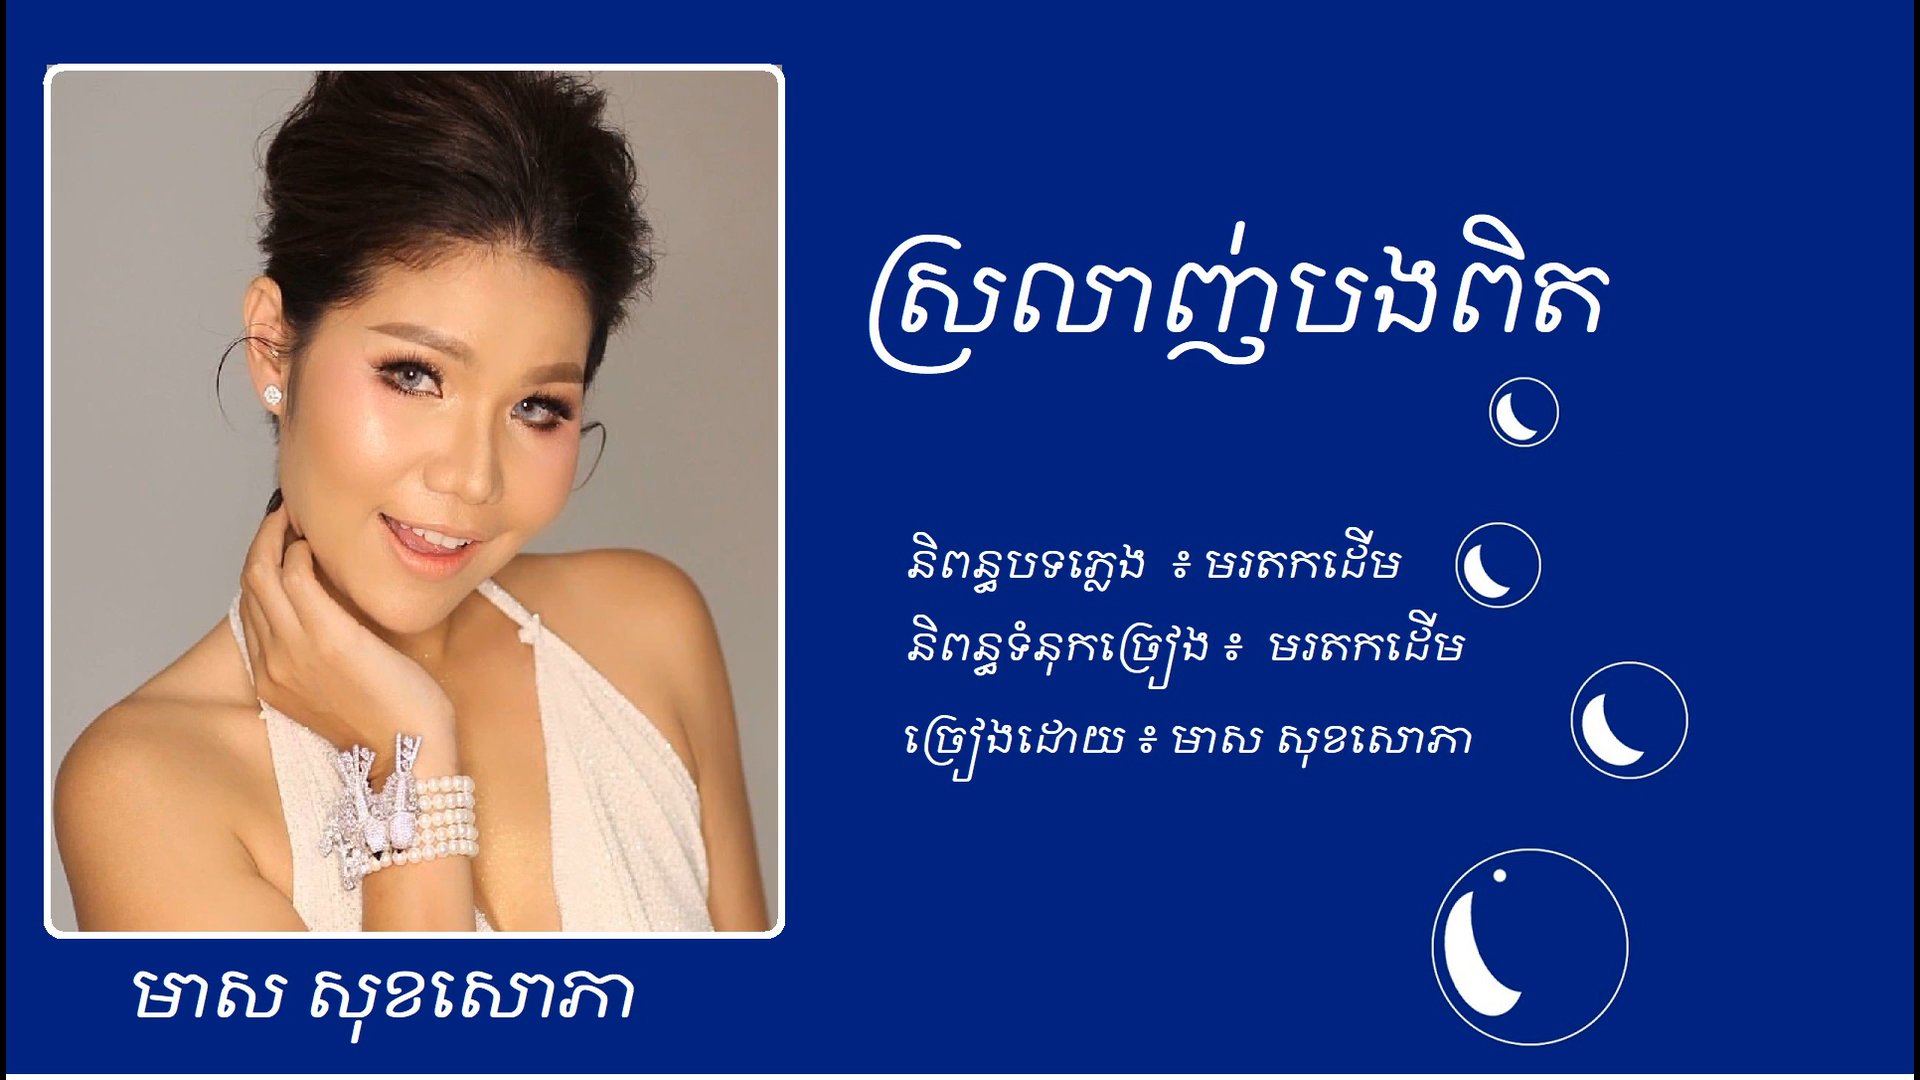 ស្រលាញ់បងពិត
និពន្ធបទភ្លេង ៖ មរតកដើម
និពន្ធទំនុកច្រៀង ៖ មរតកដើម
ច្រៀងដោយ ៖ មាស សុខសោភា
មាស សុខសោភា